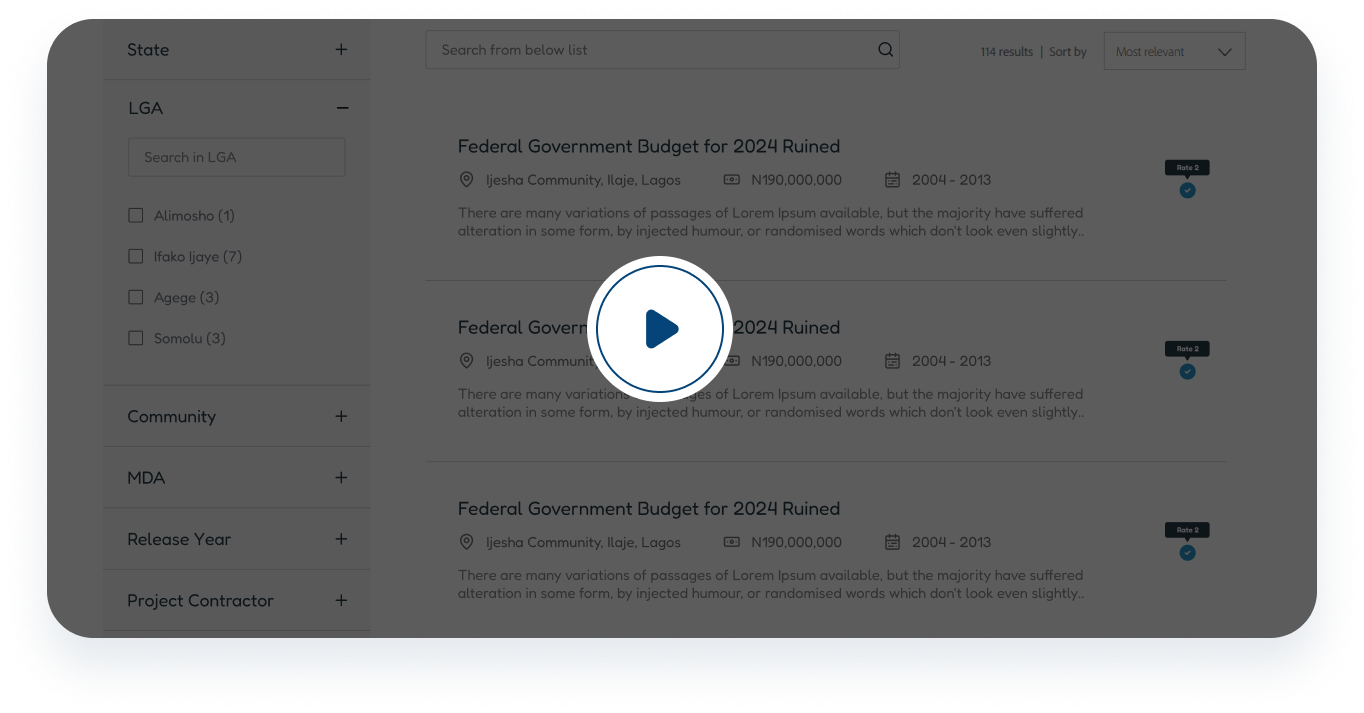 State
LGA
Search in LGA
Alimosho (1)
Ifako Ijaye (7)
Agege (3)
Somolu (3)
Community
MDA
Release Year
Project Contractor
Search from below list
114 results | Sort by
Most relevant
Federal Government Budget for 2024 Ruined
Ijesha Community, Ilaje, Lagos
N190,000,000
2004 - 2013
Rate 2
There are many variations of passages of Lorem Ipsum available, but the majority have suffered
alteration in some form, by injected humour, or randomised words which don't look even slightly..
Federal Govern 2024 Ruined
Ijesha Communit
N190,000,000
2004 - 2013
Rate 2
There are many variations of passages of Lorem Ipsum available, but the majority have suffered
alteration in some form, by injected humour, or randomised words which don't look even slightly..
Federal Government Budget for 2024 Ruined
Ijesha Community, Ilaje, Lagos
N190,000,000
2004 - 2013
Rate 2
There are many variations of passages of Lorem Ipsum available, but the majority have suffered
alteration in some form, by injected humour, or randomised words which don't look even slightly..